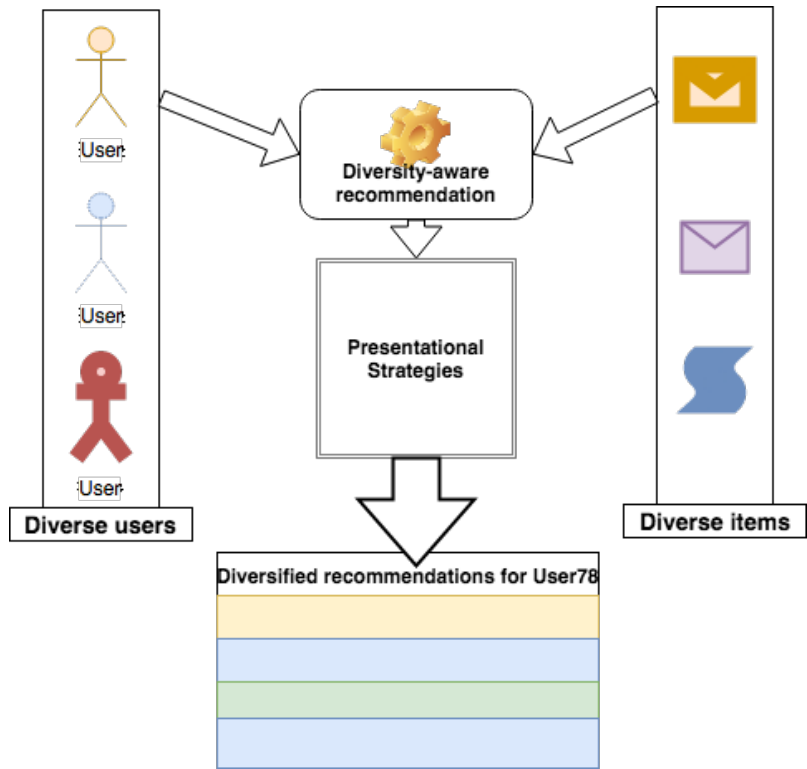 User
User
User
Diverse users
Diversity-aware
recommendation
Presentational
Strategies
Diverse items
Diversified recommendations for User78